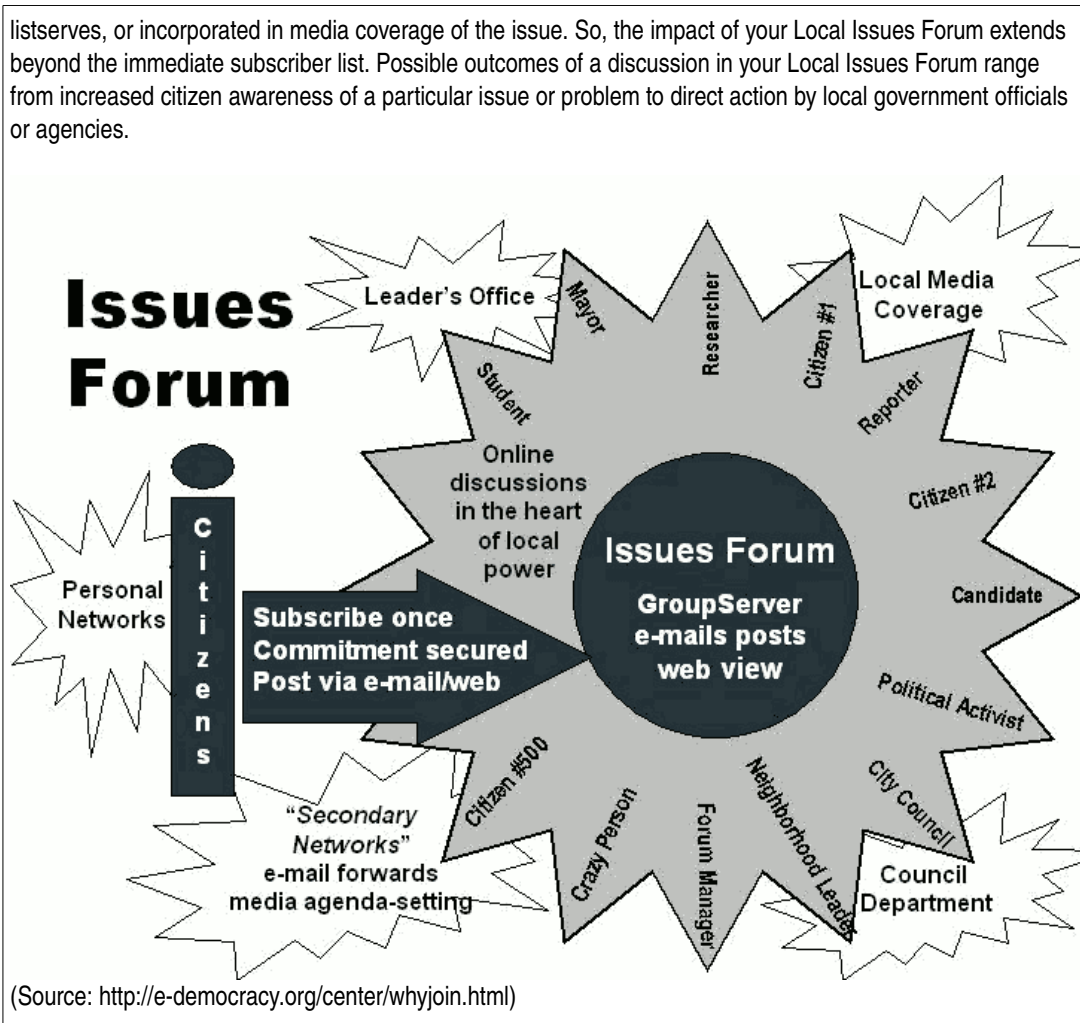 listserves, or incorporated in media coverage of the issue. So, the impact of your Local Issues Forum extends
beyond the immediate subscriber list. Possible outcomes of a discussion in your Local Issues Forum range
from increased citizen awareness of a particular issue or problem to direct action by local government officials
or agencies.
Issues
Forum
Leader's Office
Mayor
Researcher
Citizen #1
Local Media
Coverage
Student
Reporter
Online
discussions
in the heart
of local
power
Citizen #2
Citizens
Personal
Networks
Subscribe once
Commitment secured
Post via e-mail/web
Issues Forum
GroupServer
e-mails posts
web view
Candidate
Political Activist
City Council
Neighborhood Leader
Forum Manager
Crazy Person
Citizen #500
"Secondary
Networks"
e-mail forwards
media agenda-setting
Council
Department
(Source: http://e-democracy.org/center/whyjoin.html)